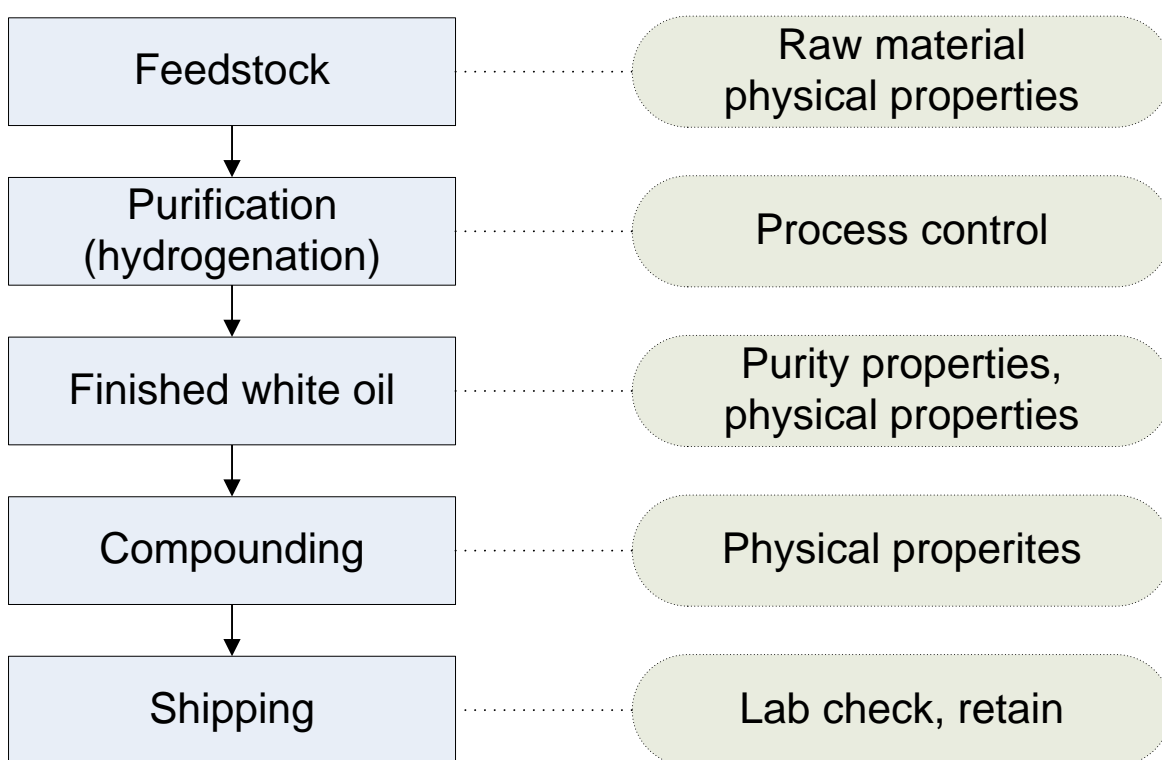 Feedstock
Raw material
physical properties
Purification
(hydrogenation)
Process control
Finished white oil
Purity properties,
physical properties
Compounding
Physical properites
Shipping
Lab check, retain